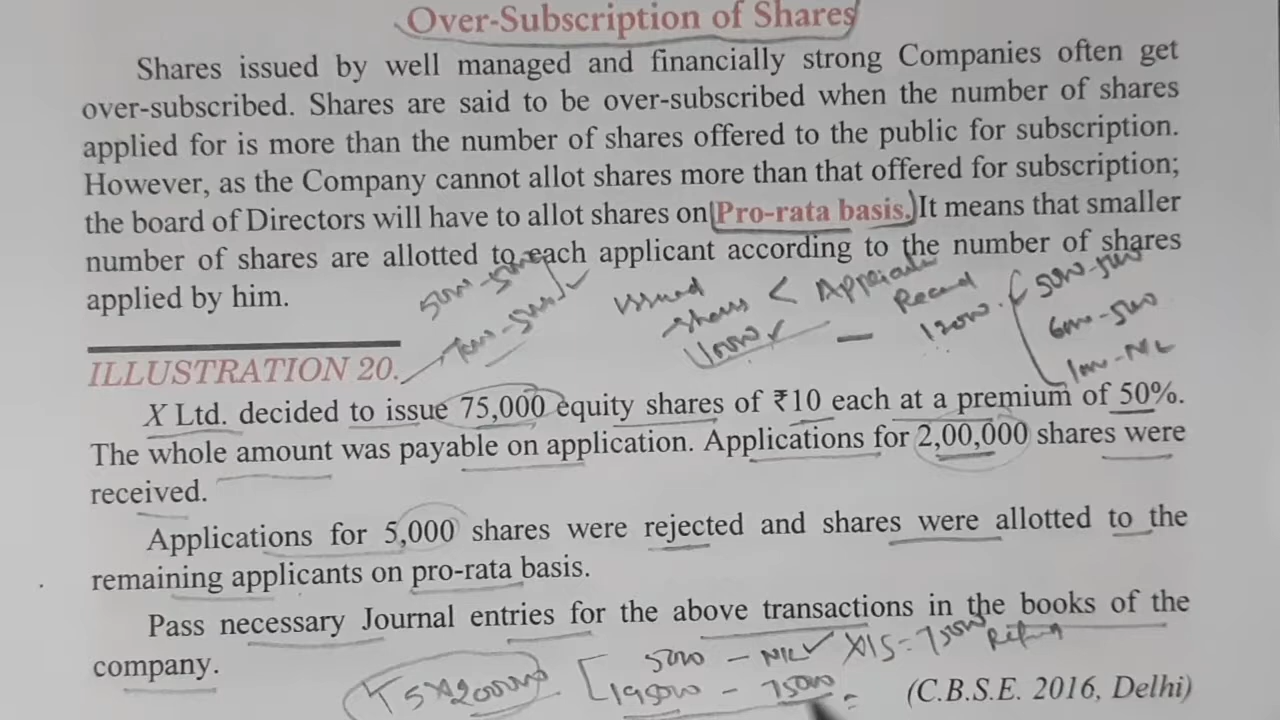 Over-Subscription of Shares
Shares issued by well managed and financially strong Companies often get
over-subscribed. Shares are said to be over-subscribed when the number of shares
applied for is more than the number of shares offered to the public for subscription.
However, as the Company cannot allot shares more than that offered for subscription;
the board of Directors will have to allot shares on Pro-rata basis. It means that smaller
number of shares are allotted to each applicant according to the number of shares
applied by him.
Issued
Shares <
ILLUSTRATION 20.
X Ltd. decided to issue 75,000 equity shares of ₹10 each at a premium of 50%.
The whole amount was payable on application. Applications for 2,00,000 shares were
received.
Applications for 5,000 shares were rejected and shares were allotted to the
remaining applicants on pro-rata basis.
Pass necessary Journal entries for the above transactions in the books of the
company.
5000 - NIL
195000 - 75000
(C.B.S.E. 2016, Delhi)